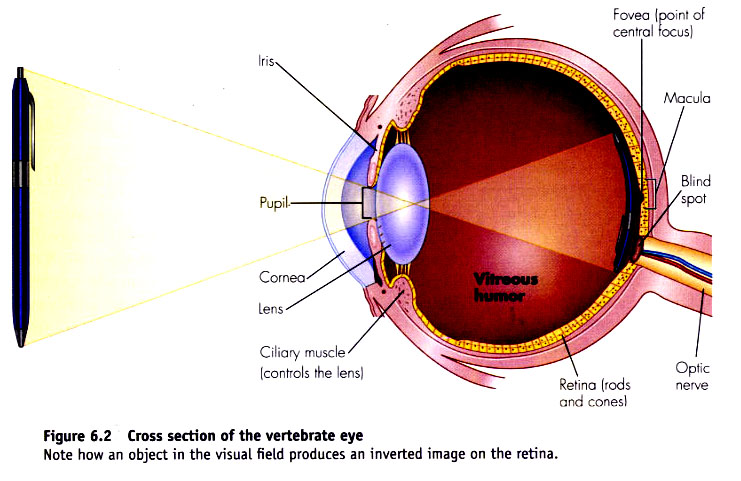 Fovea (point of
central focus)
Iris
Macula
Blind
spot
Pupil
Cornea
Lens
Vitreous
humor
Ciliary muscle
(controls the lens)
Optic
nerve
Retina (rods
and cones)
Figure 6.2 Cross section of the vertebrate eye
Note how an object in the visual field produces an inverted image on the retina.